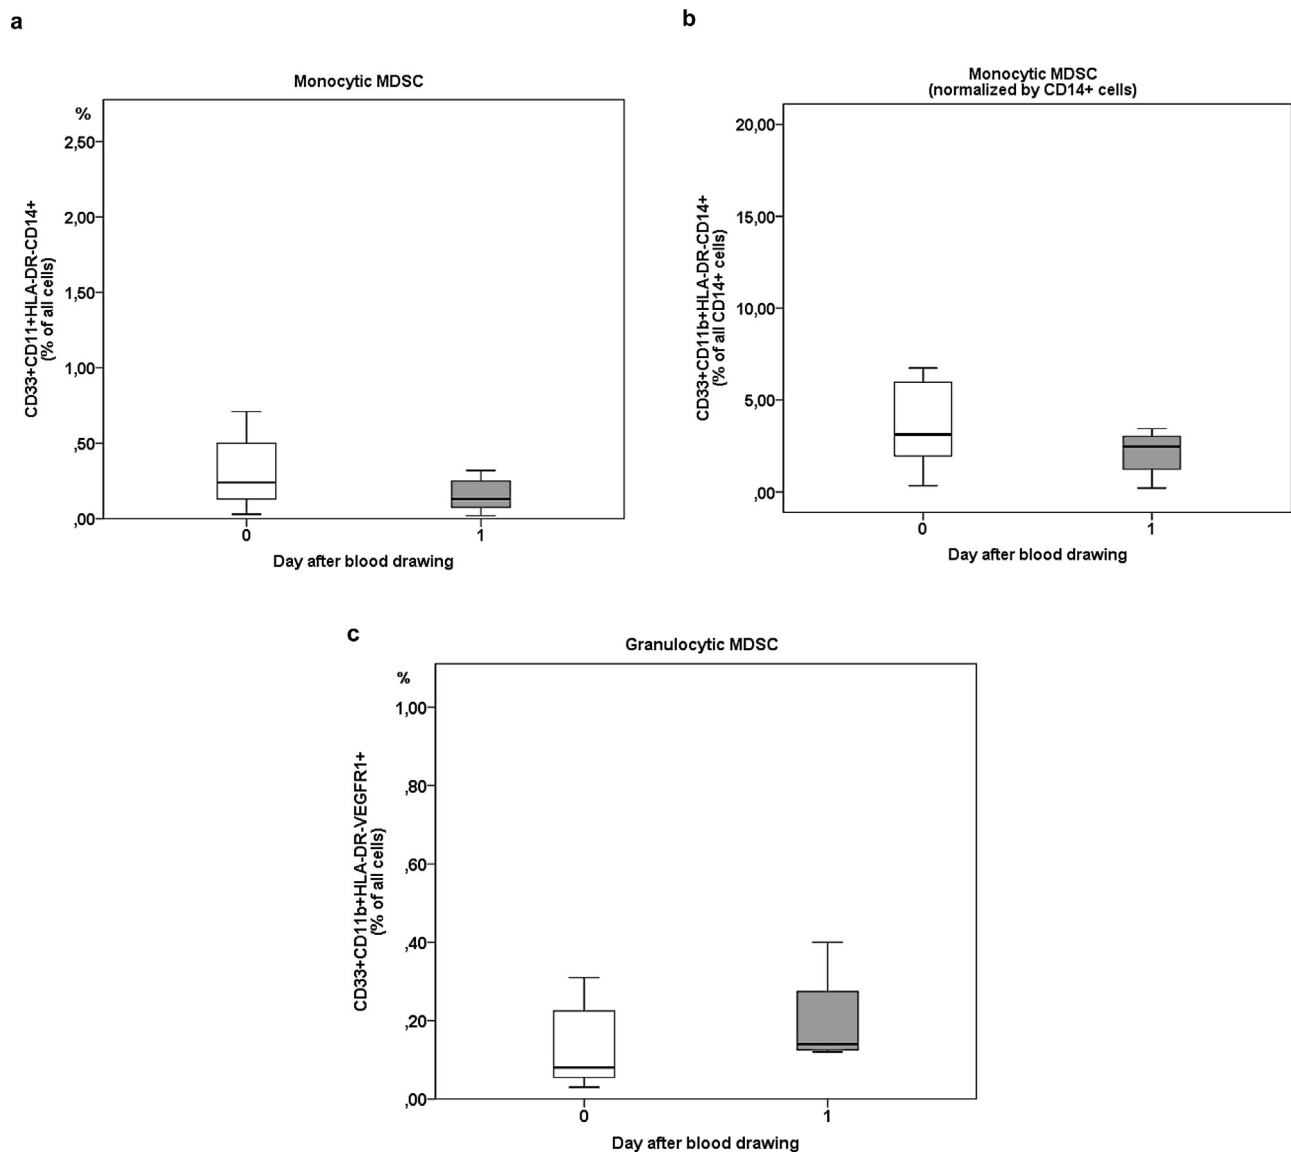 a
Monocytic MDSC
%
2,50
2,00
1,50
1,00
,50
,00
CD33+CD11+HLA-DR-CD14+
(% of all cells)
0
1
Day after blood drawing
b
Monocytic MDSC
(normalized by CD14+ cells)
20,00
15,00
10,00
5,00
,00
CD33+CD11b+HLA-DR-CD14+
(% of all CD14+ cells)
0
1
Day after blood drawing
c
Granulocytic MDSC
%
1,00
,80
,60
,40
,20
,00
CD33+CD11b+HLA-DR-VEGFR1+
(% of all cells)
0
1
Day after blood drawing